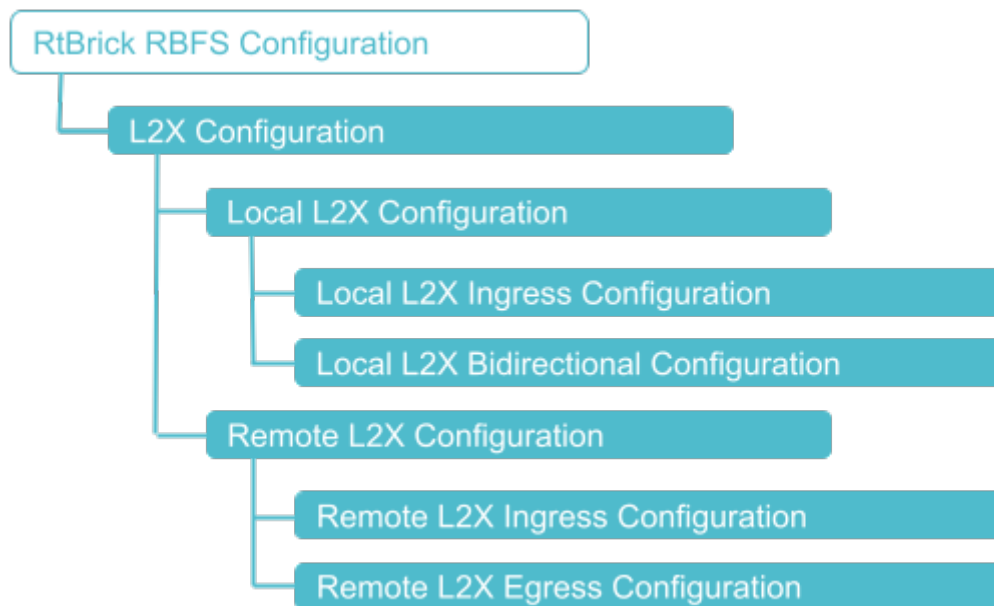 RtBrick RBFS Configuration
L2X Configuration
Local L2X Configuration
Local L2X Ingress Configuration
Local L2X Bidirectional Configuration
Remote L2X Configuration
Remote L2X Ingress Configuration
Remote L2X Egress Configuration